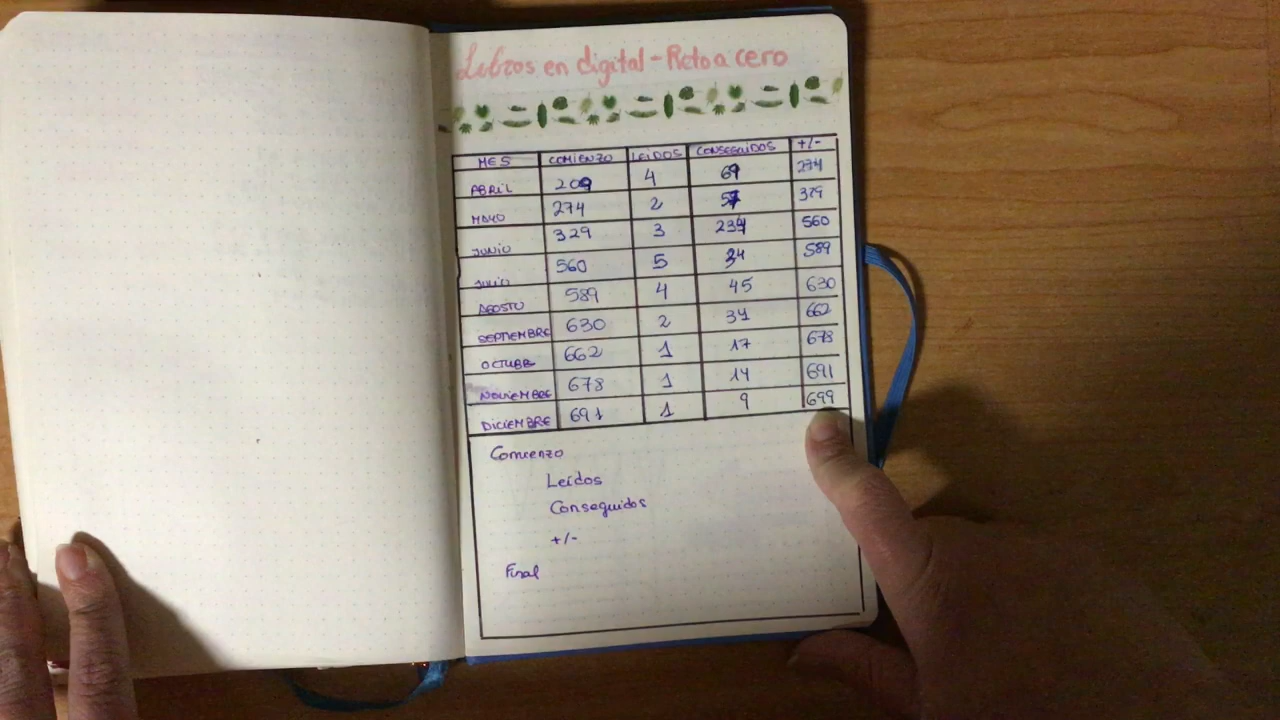 Libros en digital - Reto a cero
MES COMIENZO LEÍDOS CONSEGUIDOS +/-
ABRIL 209 4 69 274
MAYO 274 2 57 329
JUNIO 329 3 234 560
JULIO 560 5 34 589
AGOSTO 589 4 45 630
SEPTIEMBRE 630 2 34 662
OCTUBR 662 1 17 678
NOVIEMBRE 678 1 14 691
DICIEMBRE 691 1 9 699
Comienzo
Leídos
Conseguidos
+/-
Final